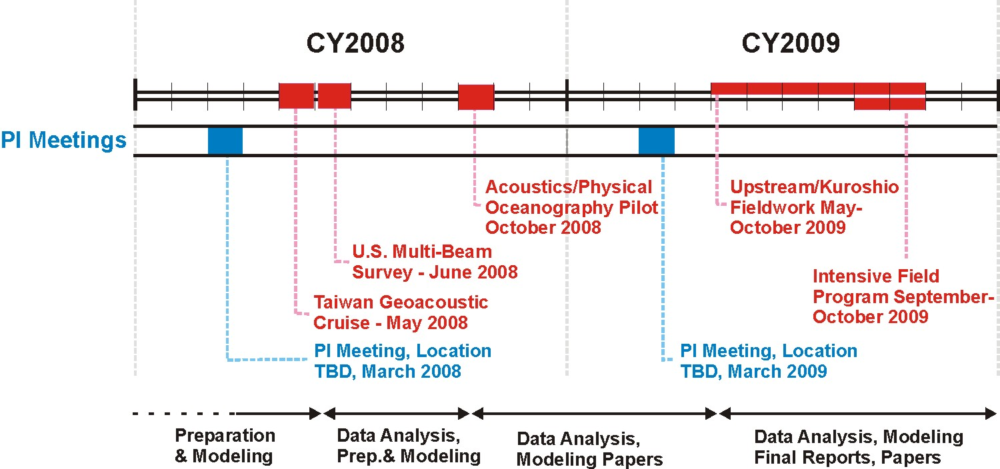 CY2008
CY2009
PI Meetings
Acoustics/Physical
Oceanography Pilot
October 2008
Upstream/Kuroshio
Fieldwork May-
October 2009
U.S. Multi-Beam
Survey - June 2008
Intensive Field
Program September-
October 2009
Taiwan Geoacoustic
Cruise - May 2008
PI Meeting, Location
TBD, March 2008
PI Meeting, Location
TBD, March 2009
Preparation
& Modeling
Data Analysis,
Prep.& Modeling
Data Analysis,
Modeling Papers
Data Analysis, Modeling
Final Reports, Papers